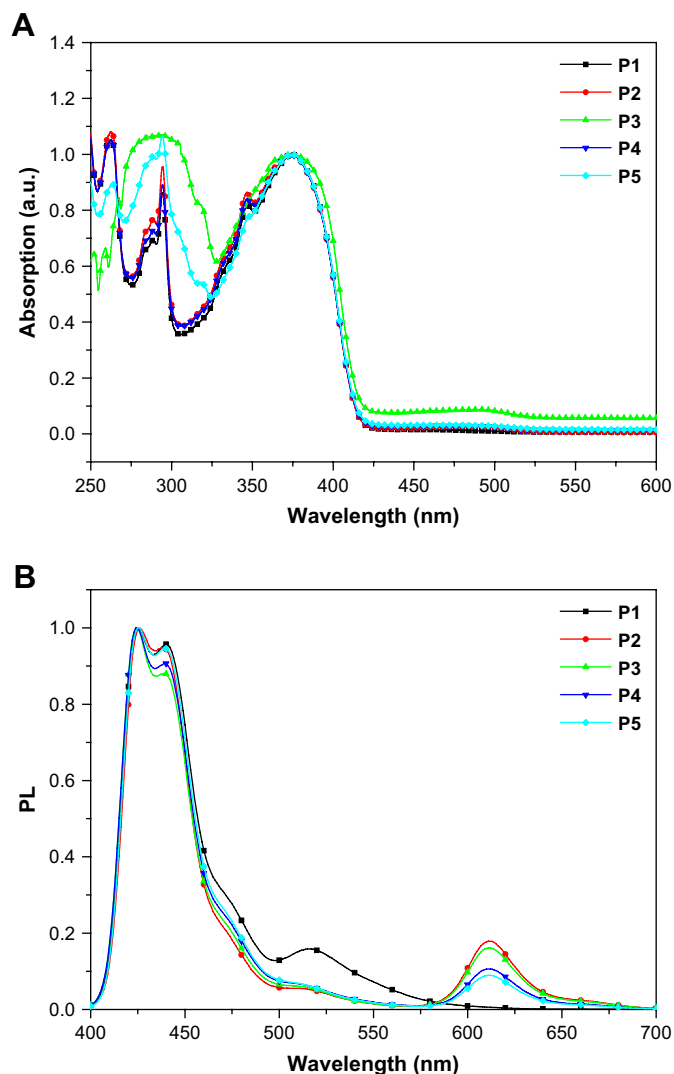 A
1.4
1.2
1.0
0.8
0.6
0.4
0.2
0.0
Absorption (a.u.)
P1
P2
P3
P4
P5
250 300 350 400 450 500 550 600
Wavelength (nm)
B
1.0
0.8
0.6
0.4
0.2
0.0
PL
P1
P2
P3
P4
P5
400 450 500 550 600 650 700
Wavelength (nm)